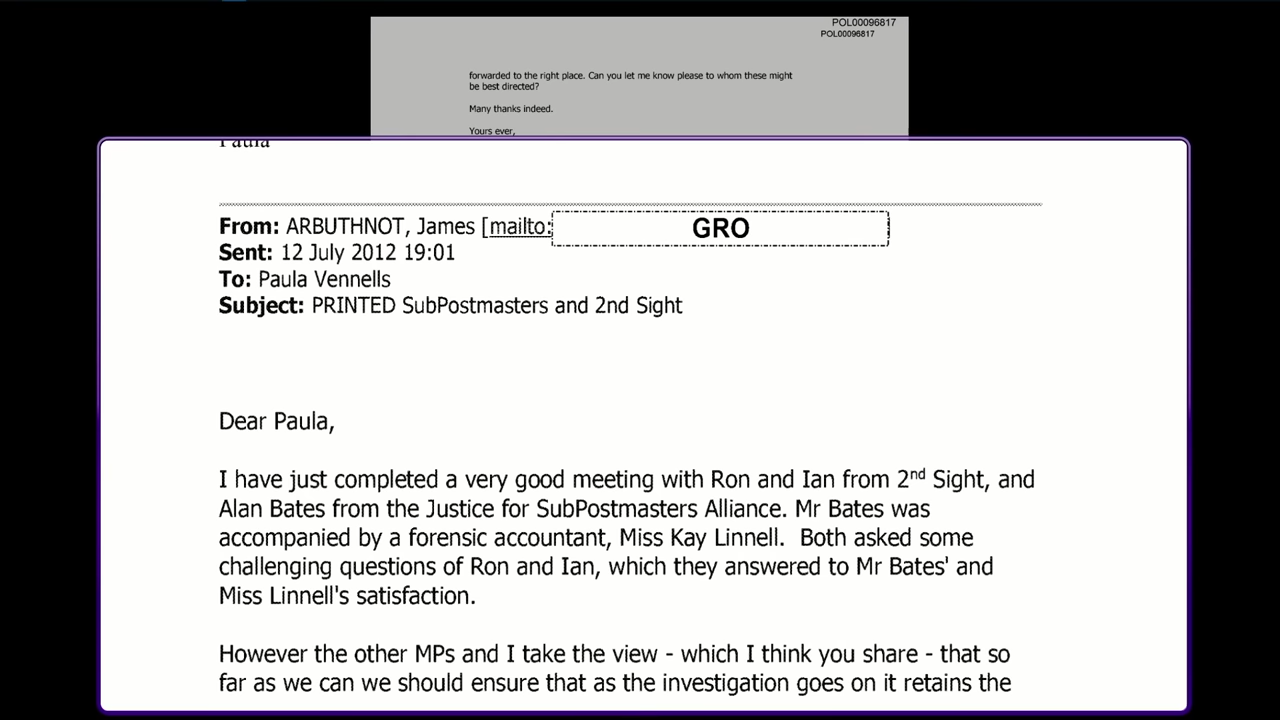 POL00096817
POL00096817
forwarded to the right place. Can you let me know please to whom these might
be best directed?
Many thanks indeed.
Yours ever,
Paula
From: ARBUTHNOT, James [mailto: GRO
Sent: 12 July 2012 19:01
To: Paula Vennells
Subject: PRINTED SubPostmasters and 2nd Sight
Dear Paula,
I have just completed a very good meeting with Ron and Ian from 2nd Sight, and
Alan Bates from the Justice for SubPostmasters Alliance. Mr Bates was
accompanied by a forensic accountant, Miss Kay Linnell. Both asked some
challenging questions of Ron and Ian, which they answered to Mr Bates' and
Miss Linnell's satisfaction.
However the other MPs and I take the view - which I think you share - that so
far as we can we should ensure that as the investigation goes on it retains the